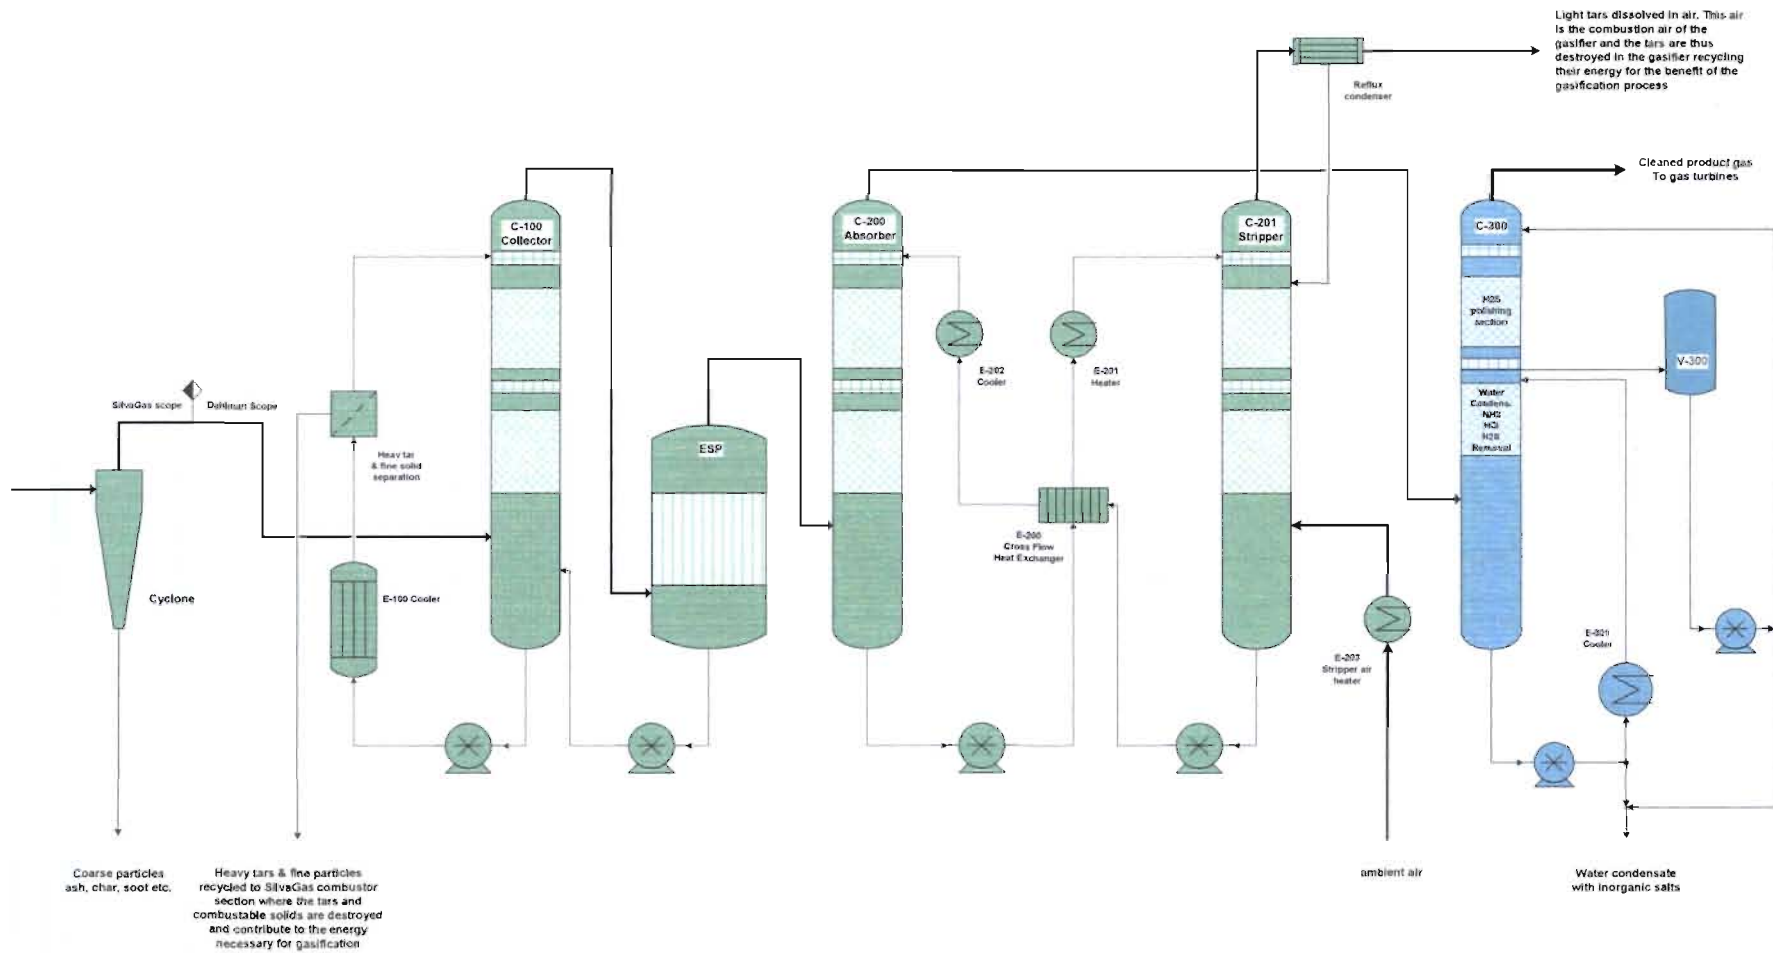 Light tars dissolved in air. This air
is the combustion air of the
gasifier and the tars are thus
destroyed in the gasifier recycling
their energy for the benefit of the
gasification process
Reflux
condenser
Cleaned product gas
To gas turbines
C-100
Collector
C-200
Absorber
C-201
Stripper
C-300
H2S
polishing
section
V-300
E-202
Cooler
E-201
Heater
Water
Condens.
Removal
SilvaGas scope
Dahlman Scope
Heavy tar
& fine solid
separation
ESP
E-200
Cross Flow
Heat Exchanger
Cyclone
E-100 Cooler
E-203
Stripper air
heater
E-301
Cooler
Coarse particles
ash, char, soot etc.
Heavy tars & fine particles
recycled to SilvaGas combustor
section where the tars and
combustable solids are destroyed
and contribute to the energy
necessary for gasification
ambient air
Water condensate
with inorganic salts